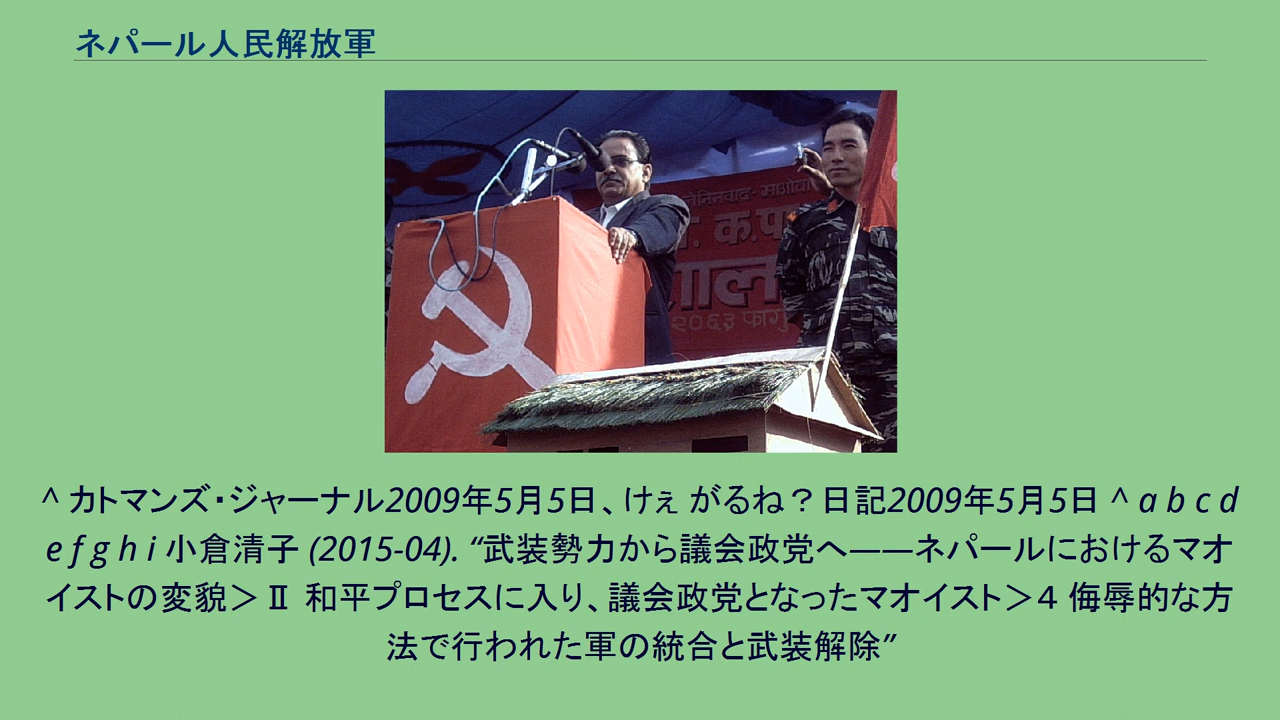 ネパール人民解放軍
नेनिनवाद - माओव
. क.पा
पाल
२०६३ फागु
^ カトマンズ・ジャーナル2009年5月5日、けぇ がるね？日記2009年5月5日 ^ a b c d
e f g h i 小倉清子 (2015-04). “武装勢力から議会政党へ——ネパールにおけるマオ
イストの変貌＞Ⅱ 和平プロセスに入り、議会政党となったマオイスト＞4 侮辱的な方
法で行われた軍の統合と武装解除”